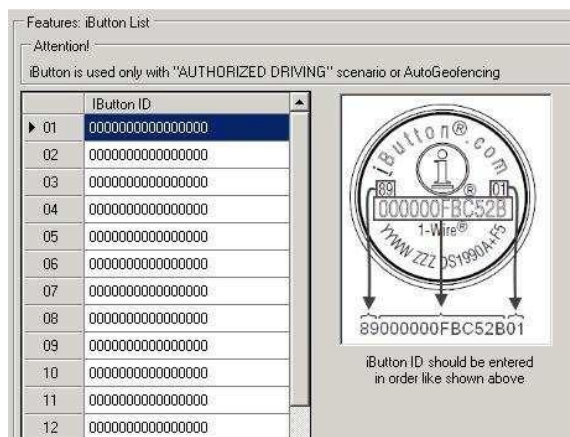 Features: iButton List
Attention!
iButton is used only with "AUTHORIZED DRIVING" scenario or AutoGeofencing
IButton ID
01 0000000000000000
02 0000000000000000
03 0000000000000000
04 0000000000000000
05 0000000000000000
06 0000000000000000
07 0000000000000000
08 0000000000000000
09 0000000000000000
10 0000000000000000
11 0000000000000000
12 0000000000000000
iButton®.com
i
®
89 01
000000FBC52B
1-Wire®
YYWW ZZZ DS1990A+F5
89000000FBC52B01
iButton ID should be entered
in order like shown above